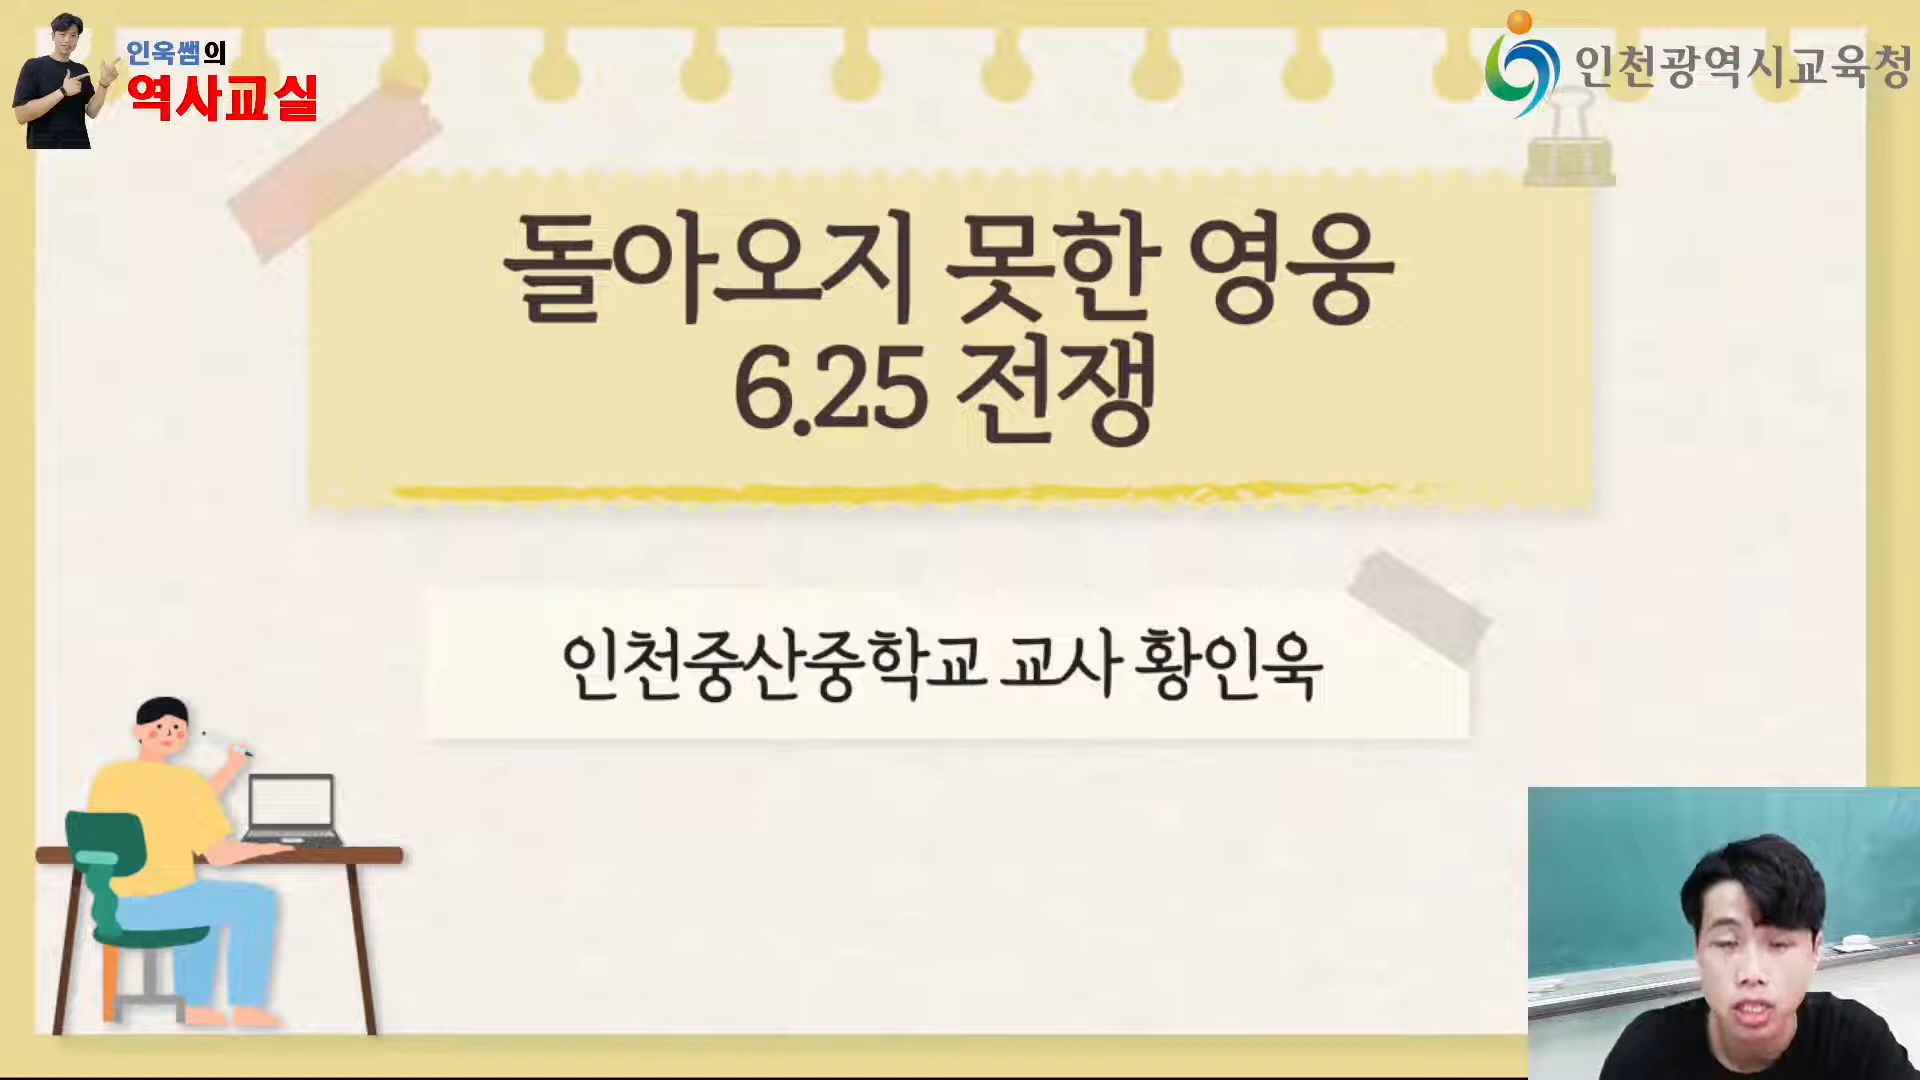 인욱쌤의
역사교실
인천광역시교육청
돌아오지 못한 영웅
6.25 전쟁
인천중산중학교 교사 황인욱